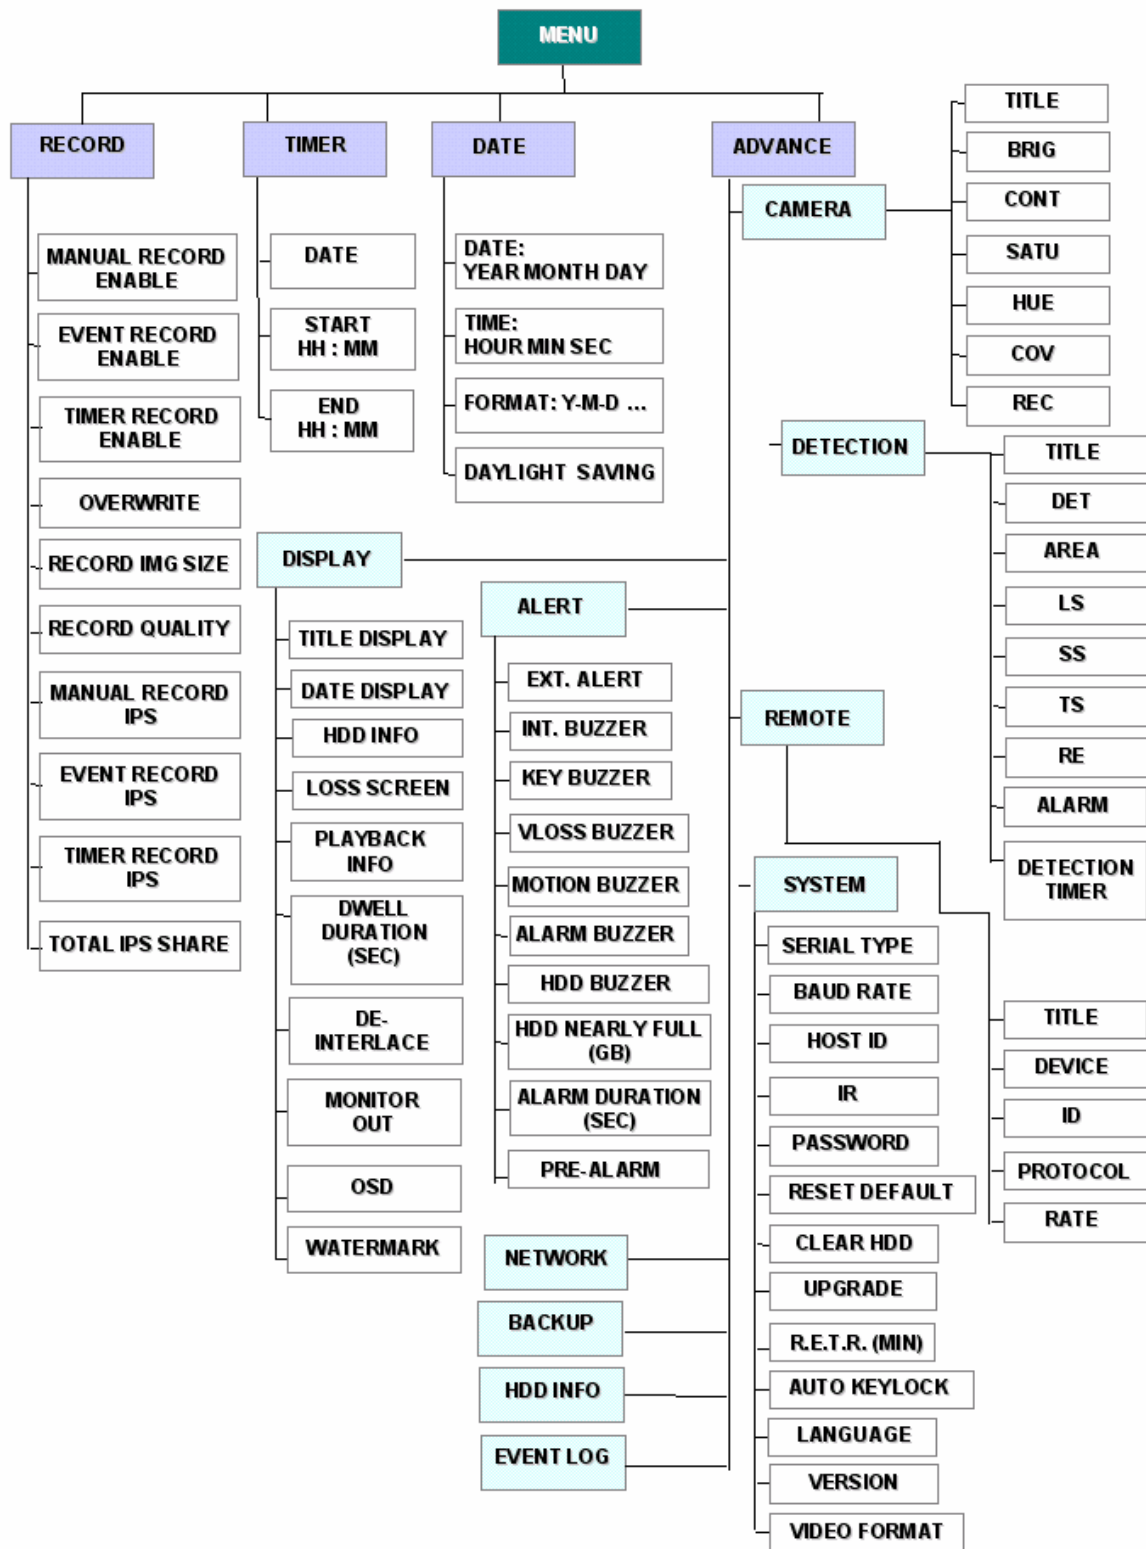 MENU
RECORD
MANUAL RECORD
ENABLE
EVENT RECORD
ENABLE
TIMER RECORD
ENABLE
OVERWRITE
RECORD IMG SIZE
RECORD QUALITY
MANUAL RECORD
IPS
EVENT RECORD
IPS
TIMER RECORD
IPS
TOTAL IPS SHARE
TIMER
DATE
START
HH : MM
END
HH : MM
DATE
DATE:
YEAR MONTH DAY
TIME:
HOUR MIN SEC
FORMAT: Y-M-D ...
DAYLIGHT SAVING
ADVANCE
CAMERA
TITLE
BRIG
CONT
SATU
HUE
COV
REC
DETECTION
TITLE
DET
AREA
LS
SS
TS
RE
ALARM
DETECTION
TIMER
DISPLAY
TITLE DISPLAY
DATE DISPLAY
HDD INFO
LOSS SCREEN
PLAYBACK
INFO
DWELL
DURATION
(SEC)
DE-
INTERLACE
MONITOR
OUT
OSD
WATERMARK
ALERT
EXT. ALERT
INT. BUZZER
KEY BUZZER
VLOSS BUZZER
MOTION BUZZER
ALARM BUZZER
HDD BUZZER
HDD NEARLY FULL
(GB)
ALARM DURATION
(SEC)
PRE-ALARM
REMOTE
TITLE
DEVICE
ID
PROTOCOL
RATE
SYSTEM
SERIAL TYPE
BAUD RATE
HOST ID
IR
PASSWORD
RESET DEFAULT
CLEAR HDD
UPGRADE
R.E.T.R. (MIN)
AUTO KEYLOCK
LANGUAGE
VERSION
VIDEO FORMAT
NETWORK
BACKUP
HDD INFO
EVENT LOG